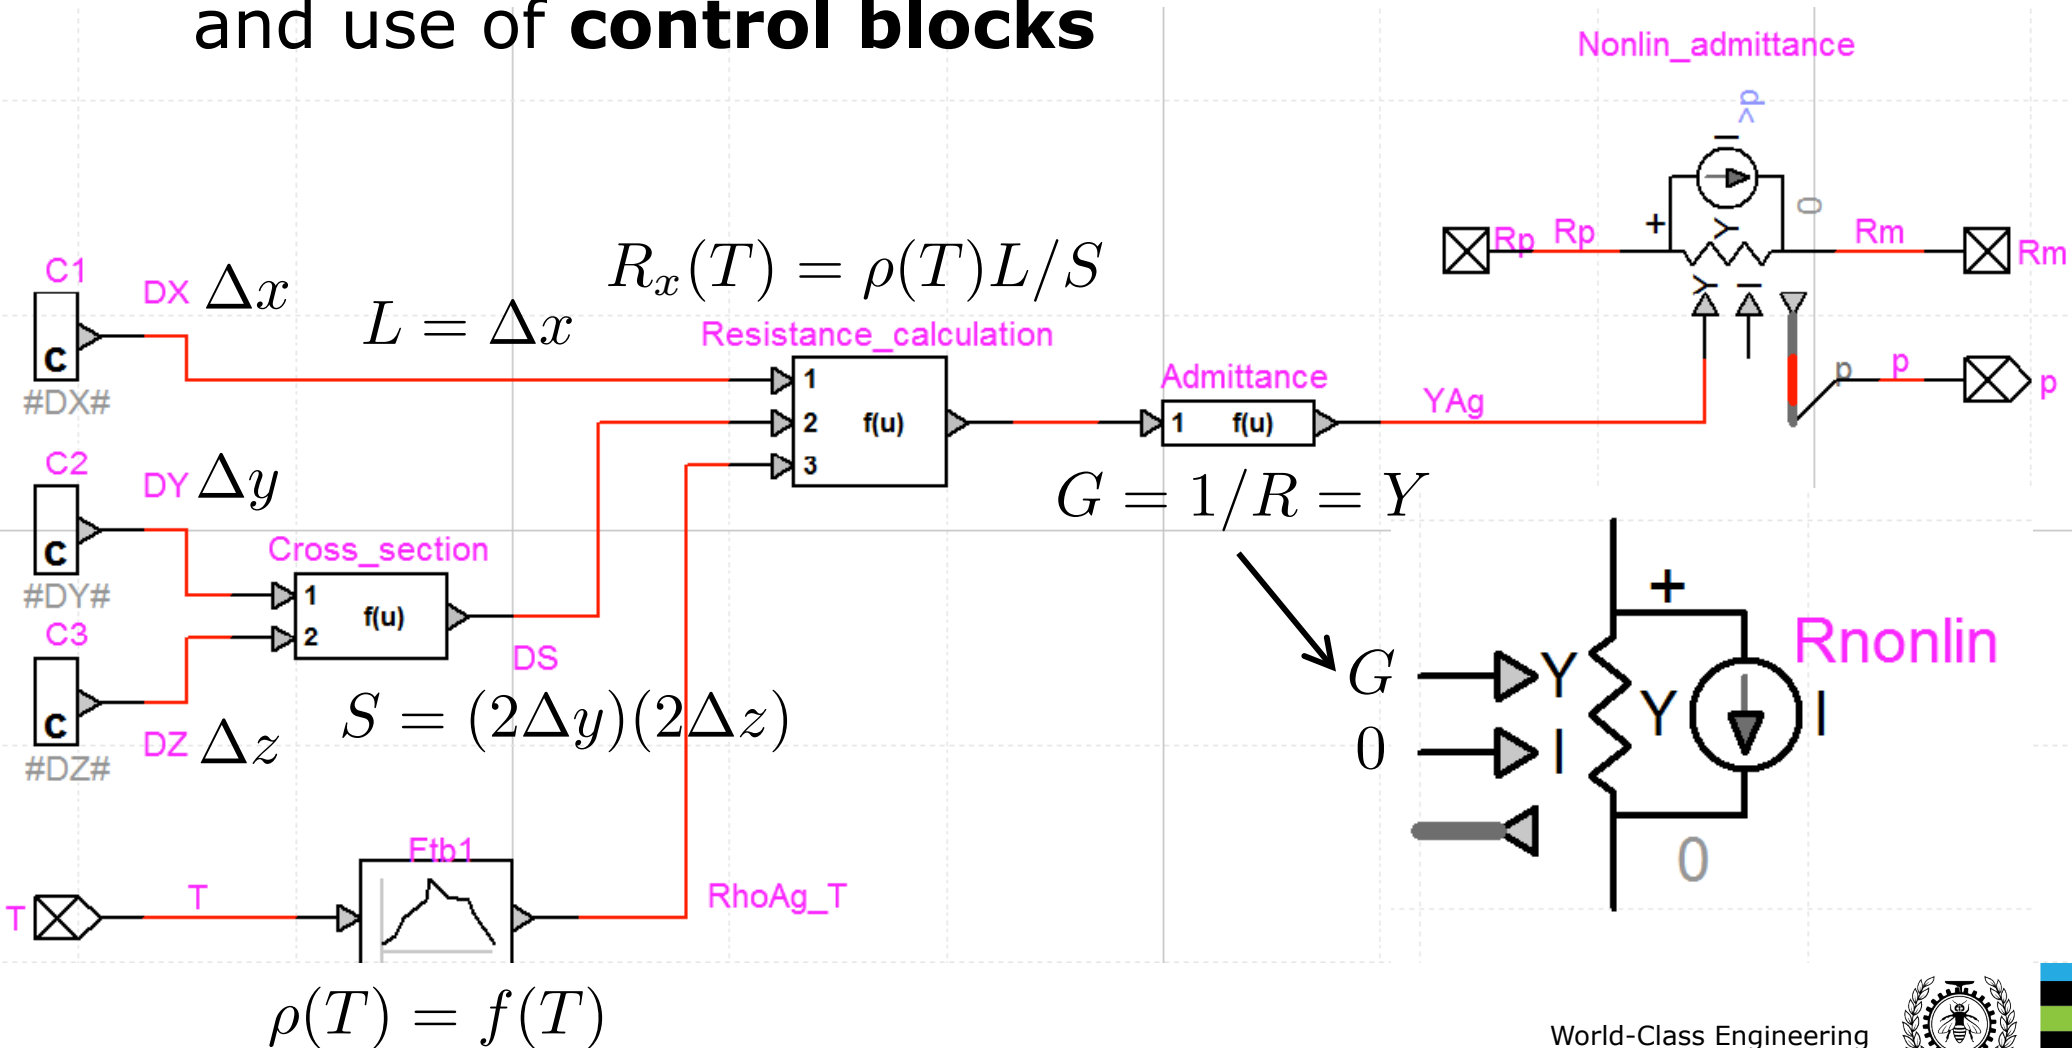 and use of control blocks
Nonlin_admittance
>p
I
+
0
Y
Rp
Rp
Rm
Rm
Y
I
p
p
p
C1
C
#DX#
DX
Δx
L = Δx
R_x(T) = ρ(T)L/S
Resistance_calculation
1
2
3
f(u)
Admittance
1
f(u)
YAg
G = 1/R = Y
C2
C
#DY#
DY
Δy
Cross_section
1
2
f(u)
DS
C3
C
#DZ#
DZ
Δz
S = (2Δy)(2Δz)
+
Rnonlin
G
Y
Y
I
0
I
0
T
T
Ftb1
RhoAg_T
ρ(T) = f(T)
World-Class Engineering